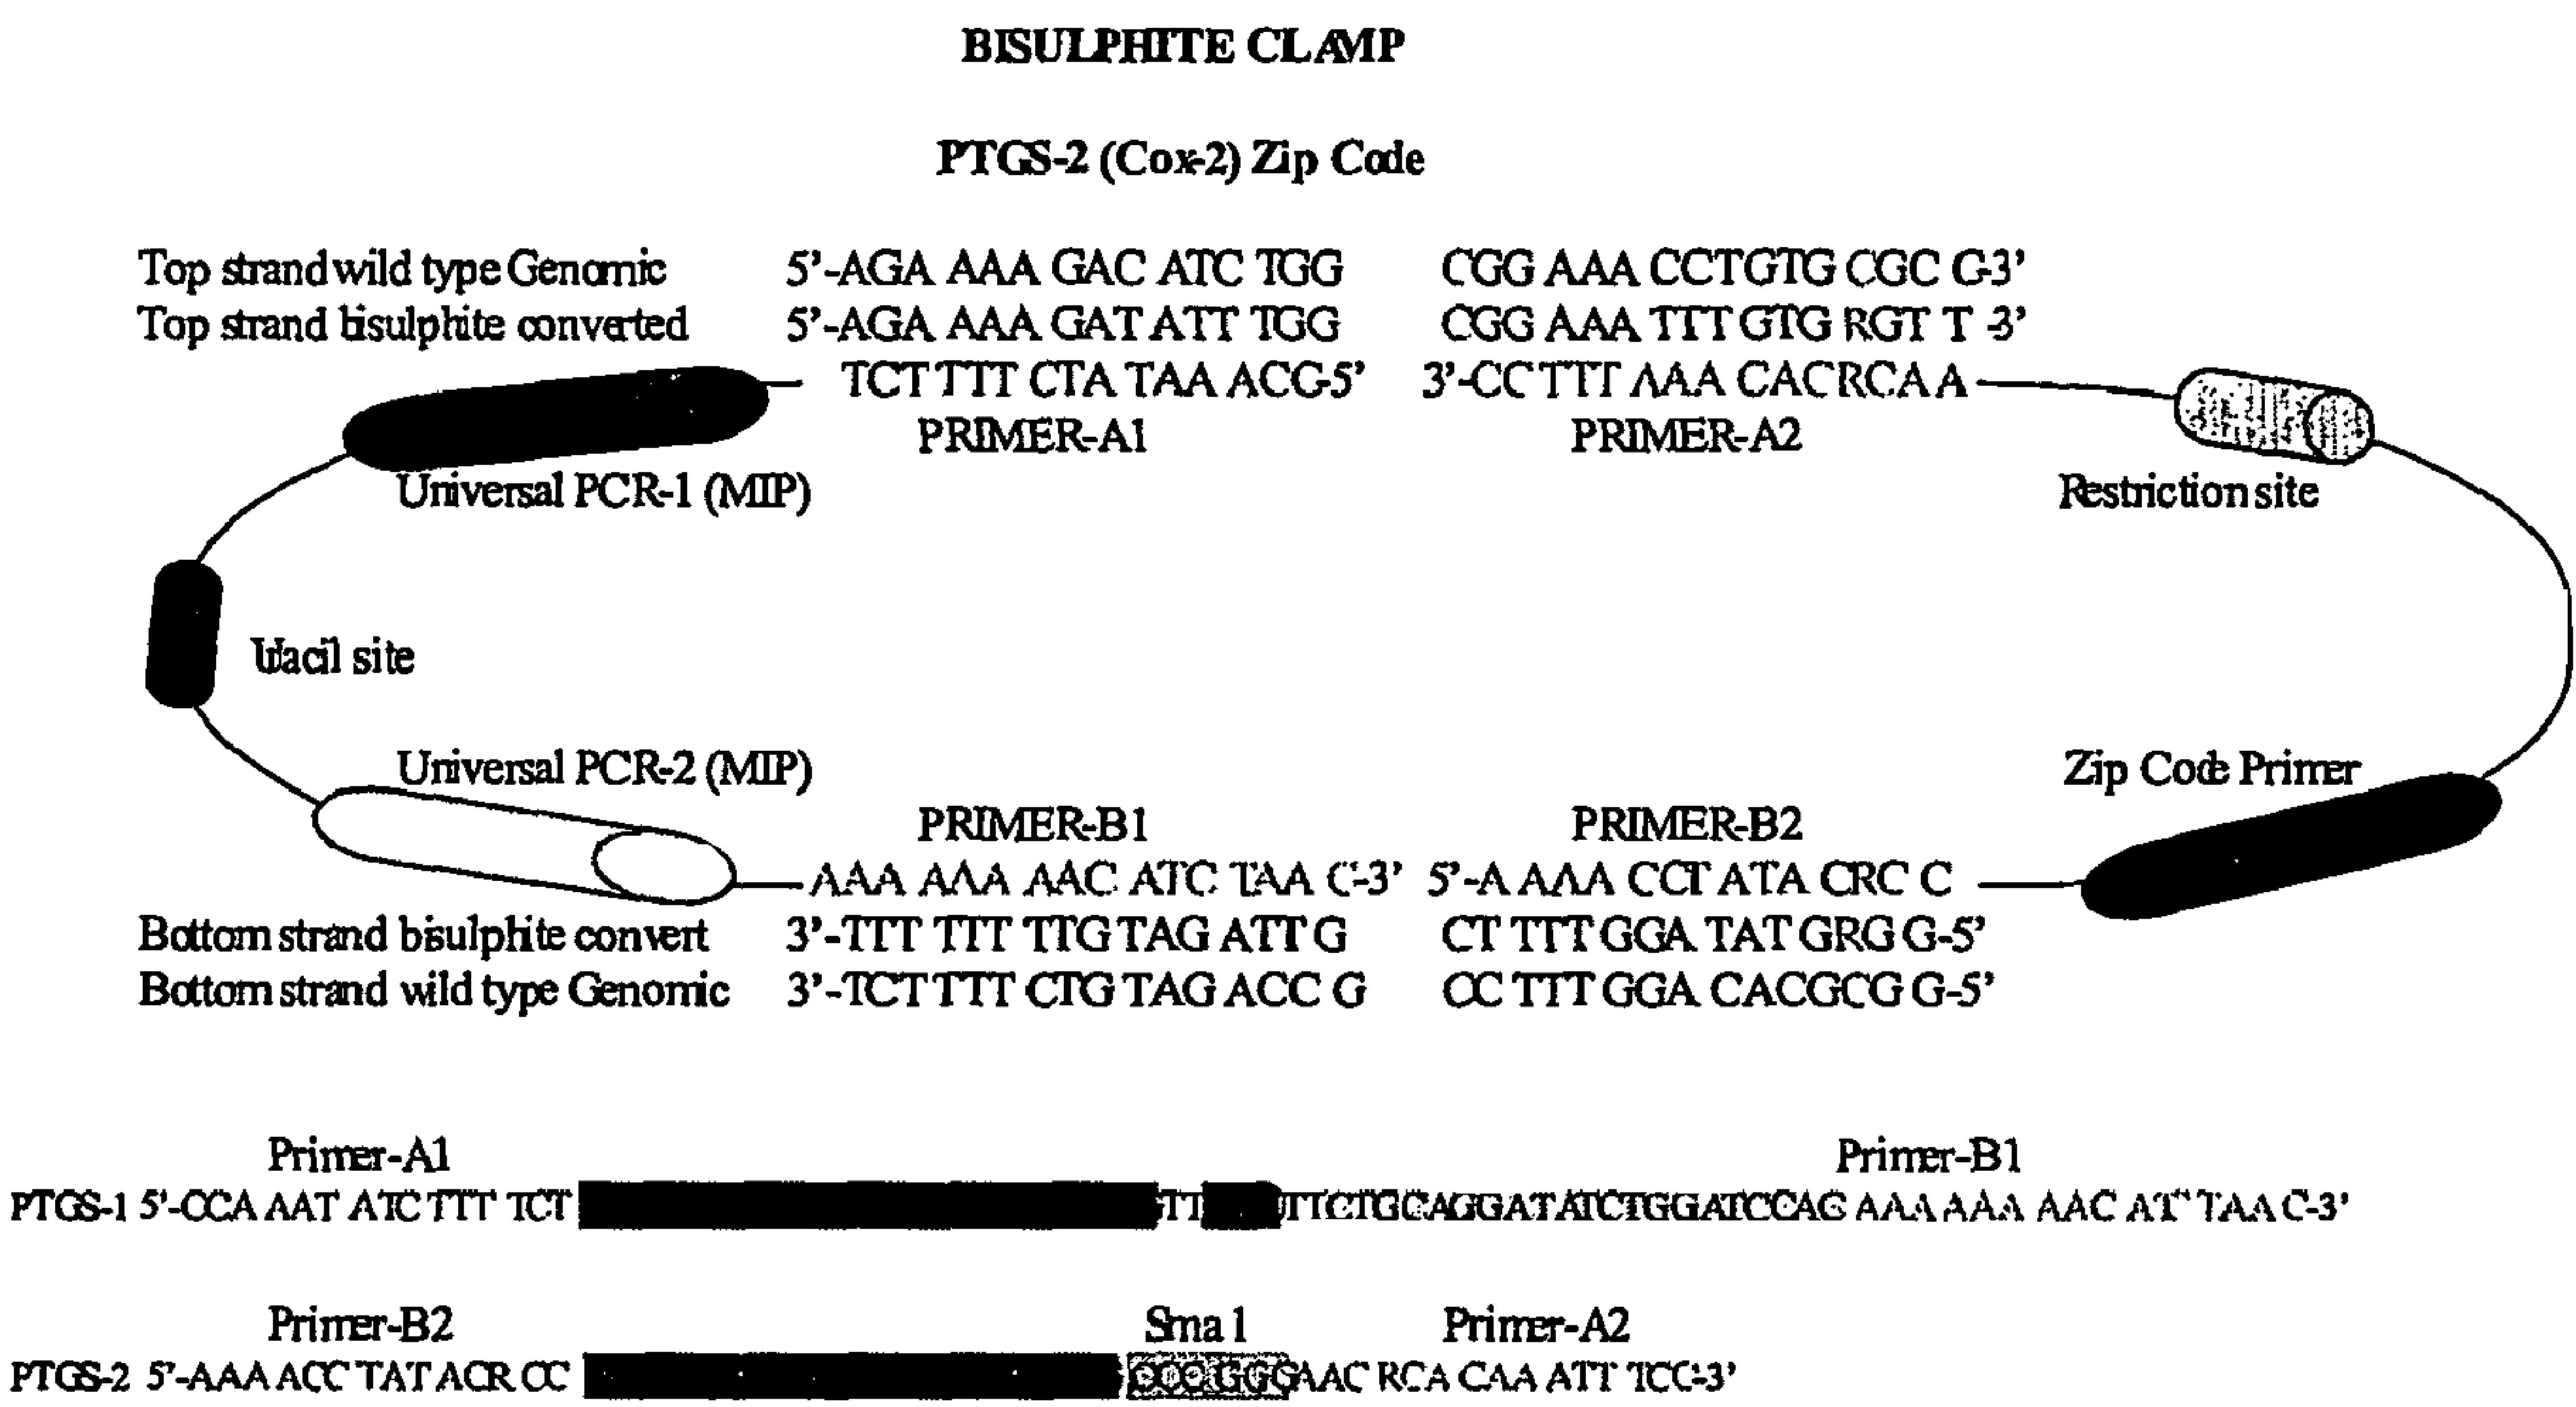 BISULPHITE CLAMP
PTGS-2 (Cox-2) Zip Code
Top strand wild type Genomic 5'-AGA AAA GAC ATC TGG CGG AAA CCTGTG CGC G-3'
Top strand bisulphite converted 5'-AGA AAA GAT ATT TGG CGG AAA TTT GTG RGT T -3'
TCT TTT CTA TAA ACG-5' 3'-CC TTT AAA CACRCAA
PRIMER-A1 PRIMER-A2
Universal PCR-1 (MIP) Restriction site
Uracil site
Universal PCR-2 (MIP) Zip Code Primer
PRIMER-B1 PRIMER-B2
AAA AAA AAC ATC TAA C-3' 5'-A AAA CCT ATA CRC C
Bottom strand bisulphite convert 3'-TTT TTT TTG TAG ATT G CT TTT GGA TAT GRG G-5'
Bottom strand wild type Genomic 3'-TCT TTT CTG TAG ACC G CC TTT GGA CACGCG G-5'
Primer-A1 Primer-B1
PTGS-1 5'-CCA AAT ATC TTT TCT TT TTCTGCAGGATATCTGGATCCAG AAA AAA AAC TAA C-3'
Primer-B2 Sma 1 Primer-A2
PTGS-2 5'-AAA ACC TAT ACR CC CCCGGGAAC RCA CAA ATT TCC-3'